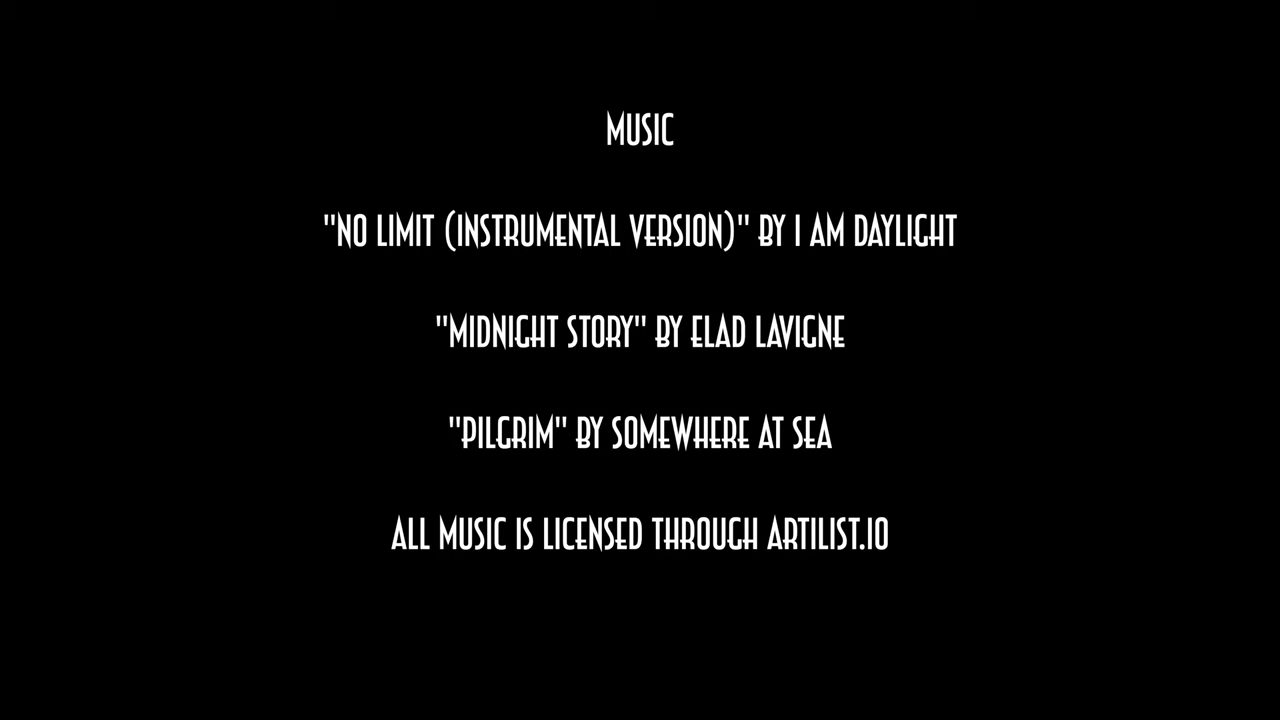 MUSIC
"NO LIMIT (INSTRUMENTAL VERSION)" BY I AM DAYLIGHT
"MIDNIGHT STORY" BY ELAD LAVIGNE
"PILGRIM" BY SOMEWHERE AT SEA
ALL MUSIC IS LICENSED THROUGH ARTILIST.IO